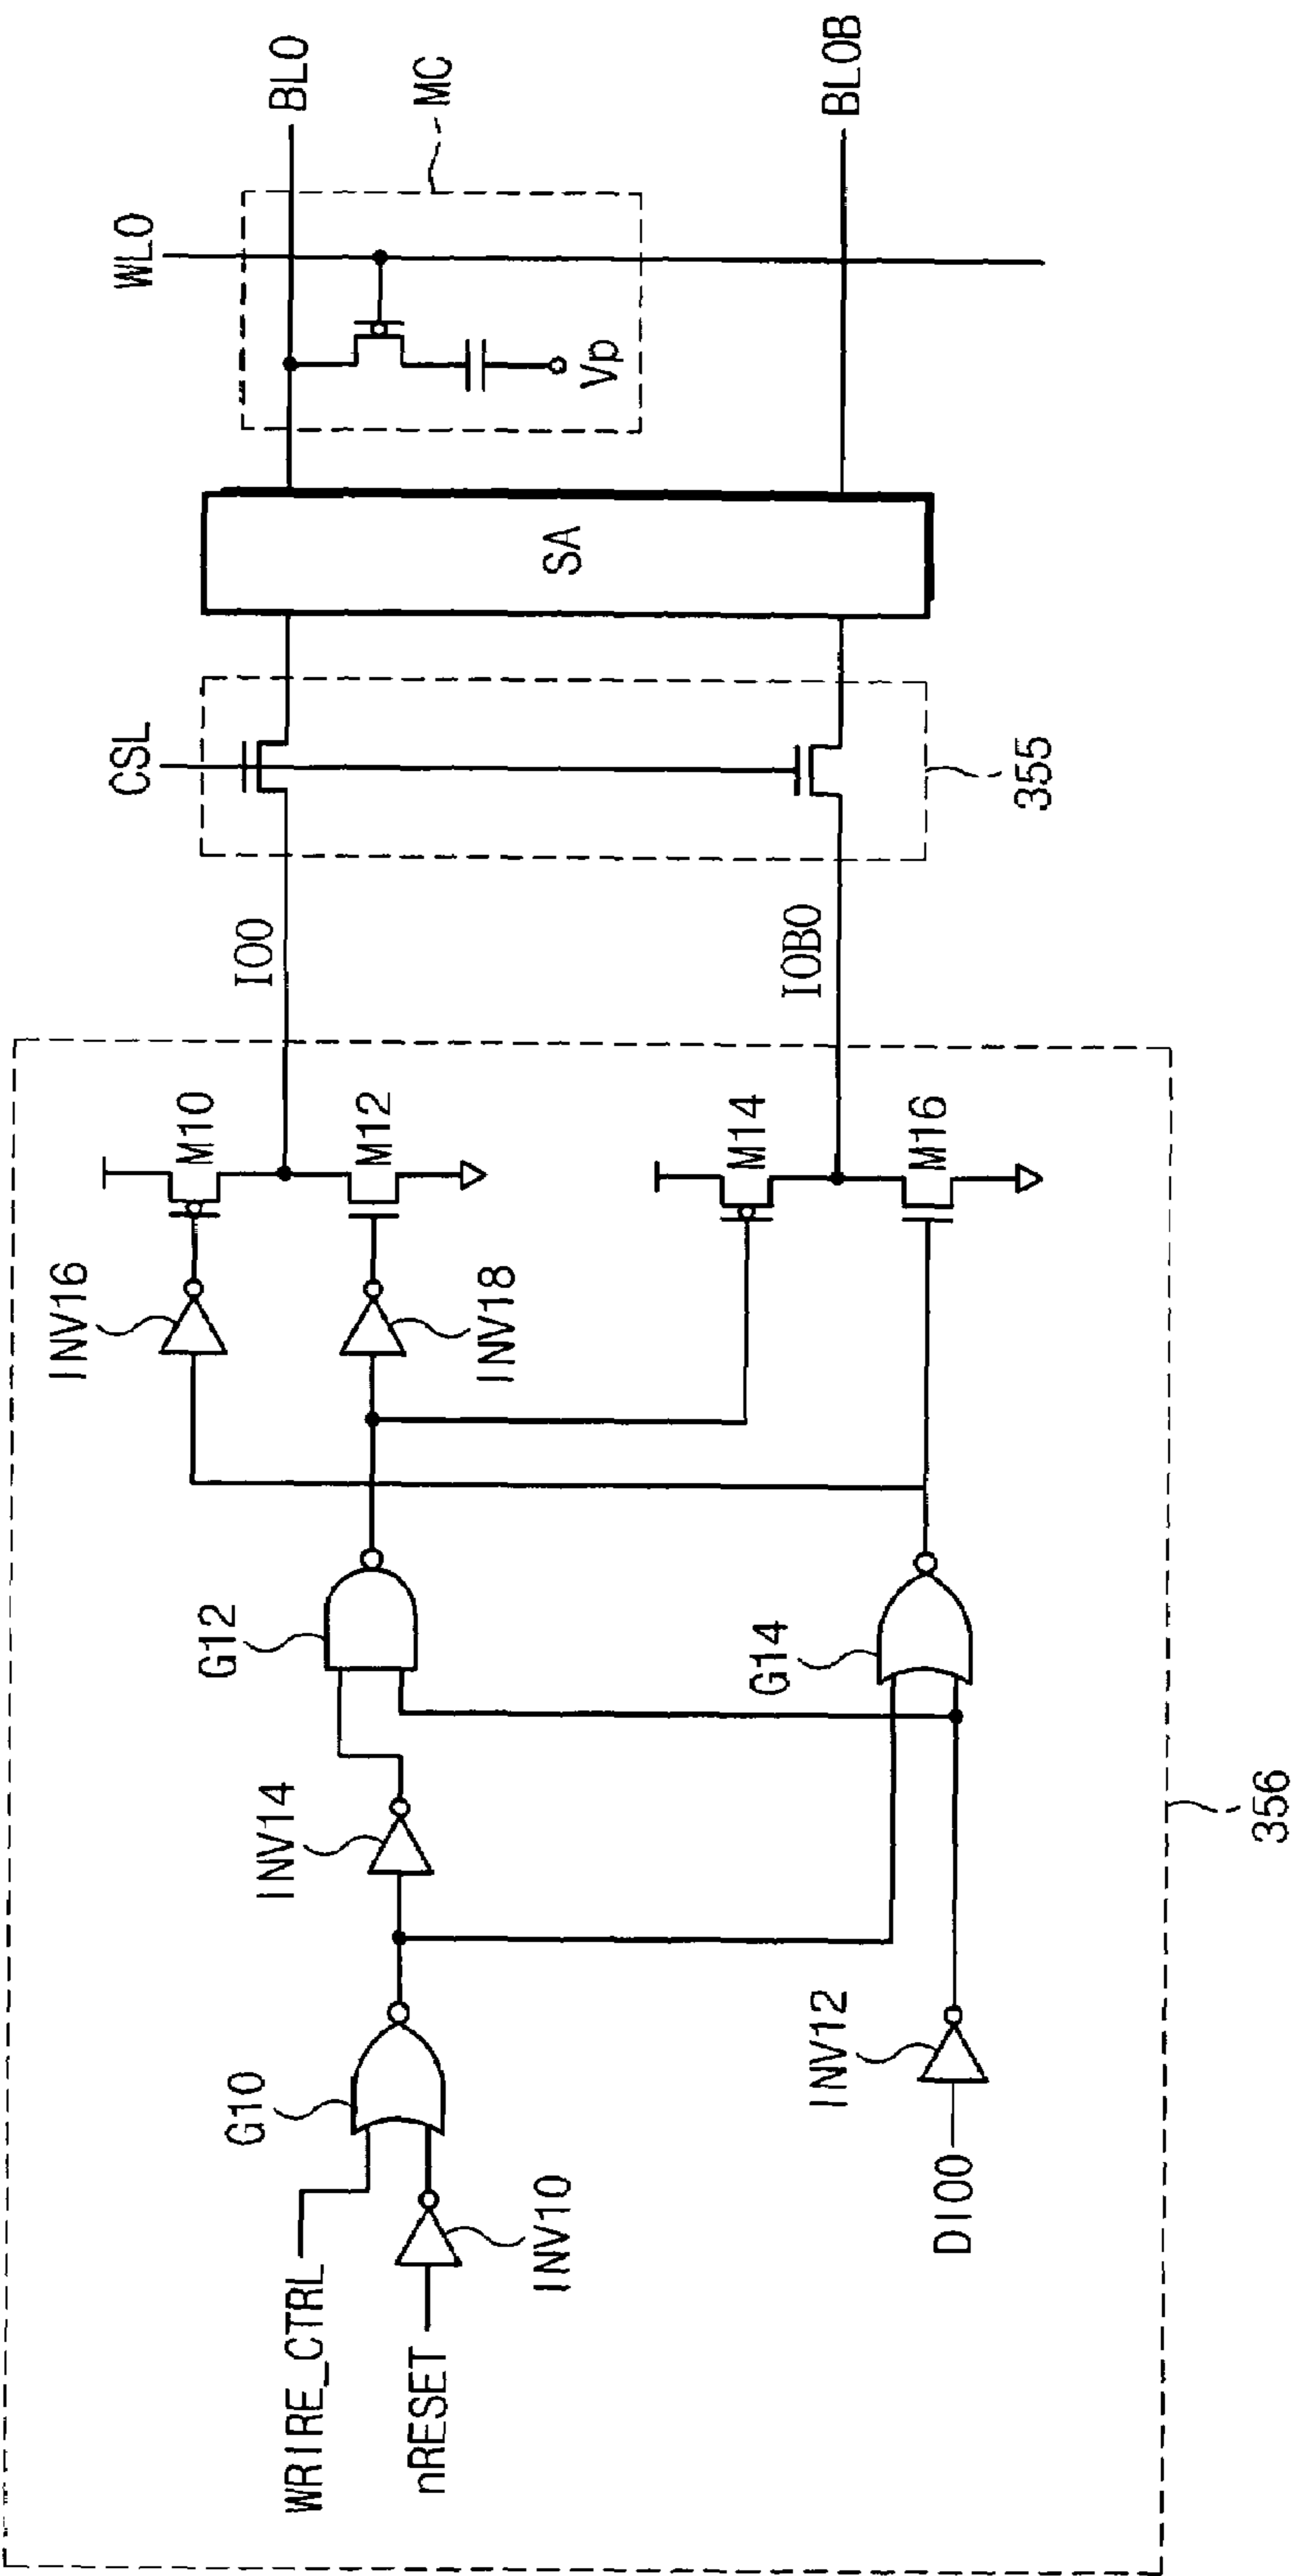 WRIRE_CTRL
nRESET
INV10
G10
INV14
G12
INV12
DIO0
G14
INV16
INV18
M10
M12
M14
M16
356
IO0
IOB0
CSL
355
SA
WL0
MC
Vp
BL0
BL0B